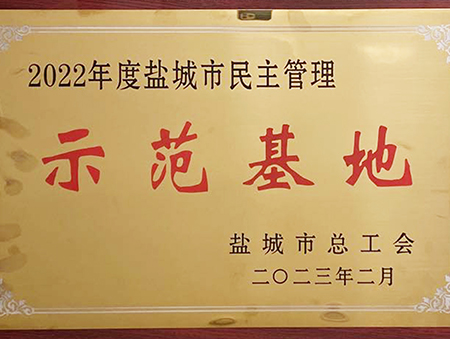 2022年度盐城市民主管理
示范基地
盐城市总工会
二〇二三年二月